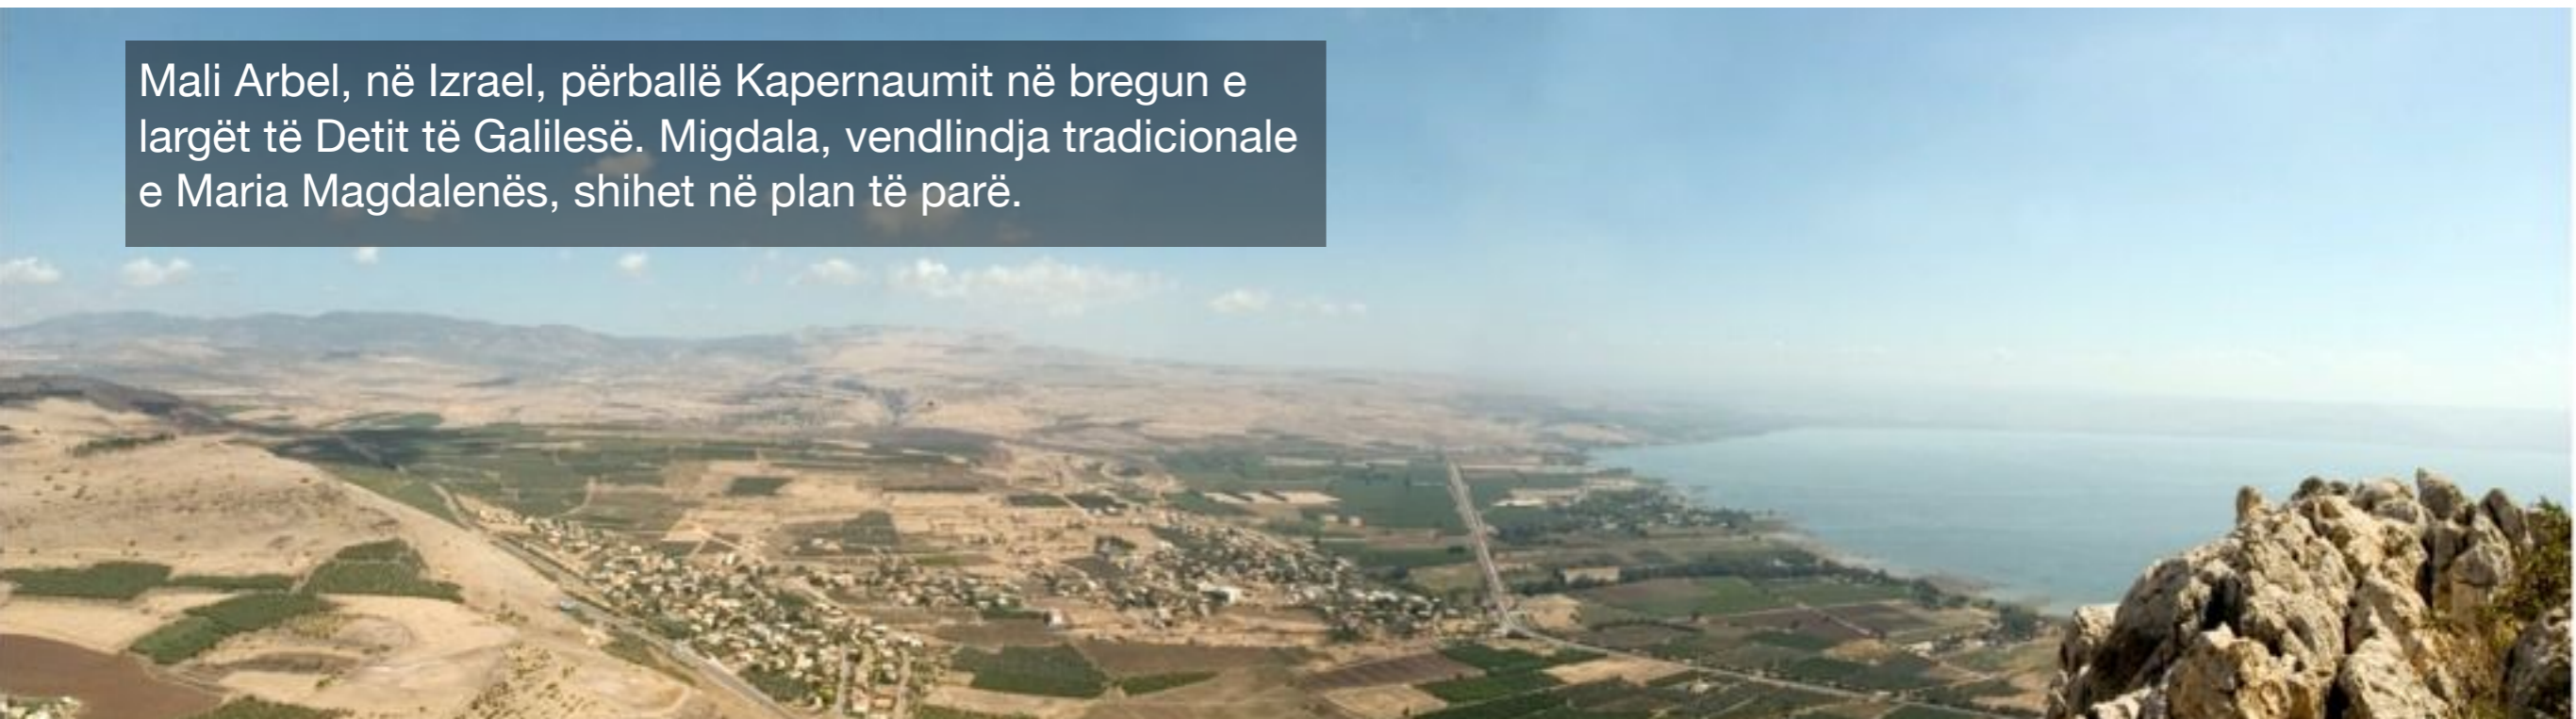 Mali Arbel, në Izrael, përballë Kapernaumit në bregun e
largët të Detit të Galilesë. Migdala, vendlindja tradicionale
e Maria Magdalenës, shihet në plan të parë.